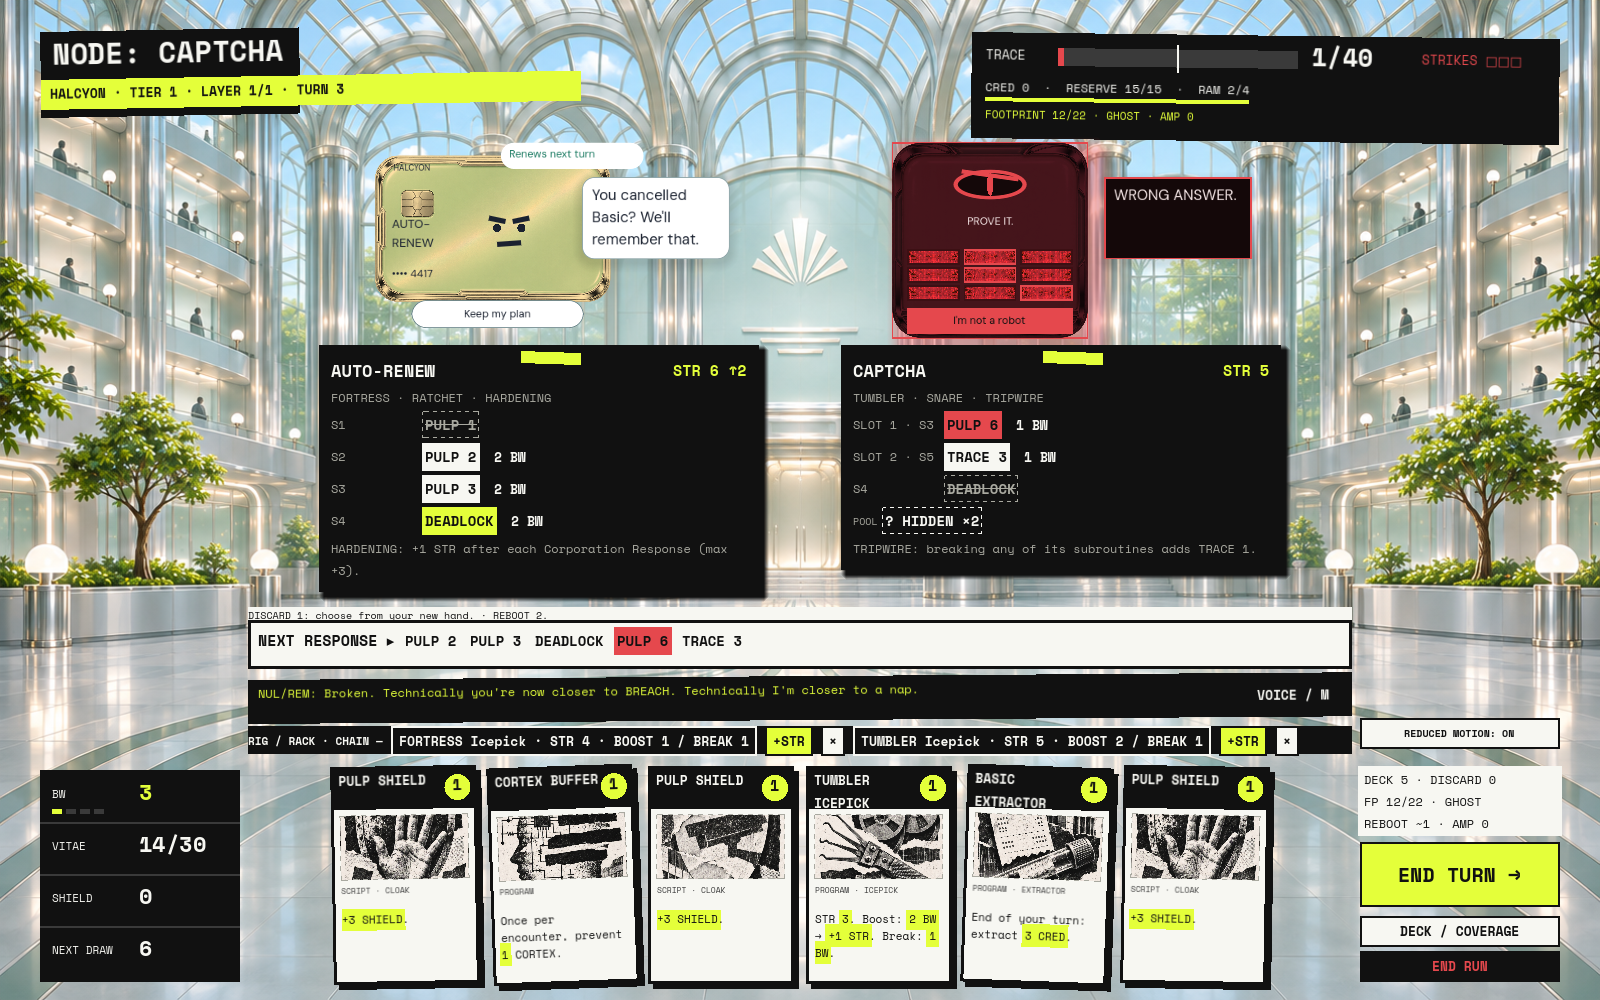 NODE: CAPTCHA
HALCYON · TIER 1 · LAYER 1/1 · TURN 3
TRACE 1/40 STRIKES □□□
CRED 0 · RESERVE 15/15 · RAM 2/4
FOOTPRINT 12/22 · GHOST · AMP 0
HALCYON
Renews next turn
AUTO-
RENEW
•••• 4417
You cancelled
Basic? We'll
remember that.
Keep my plan
PROVE IT.
I'm not a robot
WRONG ANSWER.
AUTO-RENEW STR 6 ↑2
FORTRESS · RATCHET · HARDENING
S1 PULP 1
S2 PULP 2 2 BW
S3 PULP 3 2 BW
S4 DEADLOCK 2 BW
HARDENING: +1 STR after each Corporation Response (max
+3).
CAPTCHA STR 5
TUMBLER · SNARE · TRIPWIRE
SLOT 1 · S3 PULP 6 1 BW
SLOT 2 · S5 TRACE 3 1 BW
S4 DEADLOCK
POOL ? HIDDEN ×2
TRIPWIRE: breaking any of its subroutines adds TRACE 1.
DISCARD 1: choose from your new hand. · REBOOT 2.
NEXT RESPONSE ▸ PULP 2 PULP 3 DEADLOCK PULP 6 TRACE 3
NUL/REM: Broken. Technically you're now closer to BREACH. Technically I'm closer to a nap.
VOICE / M
RIG / RACK · CHAIN — FORTRESS Icepick · STR 4 · BOOST 1 / BREAK 1 +STR × TUMBLER Icepick · STR 5 · BOOST 2 / BREAK 1 +STR ×
REDUCED MOTION: ON
BW 3
VITAE 14/30
SHIELD 0
NEXT DRAW 6
PULP SHIELD 1
SCRIPT · CLOAK
+3 SHIELD.
CORTEX BUFFER 1
PROGRAM
Once per
encounter, prevent
1 CORTEX.
PULP SHIELD 1
SCRIPT · CLOAK
+3 SHIELD.
TUMBLER
ICEPICK 1
PROGRAM · ICEPICK
STR 3. Boost: 2 BW
→ +1 STR. Break: 1
BW.
BASIC
EXTRACTOR 1
PROGRAM · EXTRACTOR
End of your turn:
extract 3 CRED.
PULP SHIELD 1
SCRIPT · CLOAK
+3 SHIELD.
DECK 5 · DISCARD 0
FP 12/22 · GHOST
REBOOT ~1 · AMP 0
END TURN →
DECK / COVERAGE
END RUN